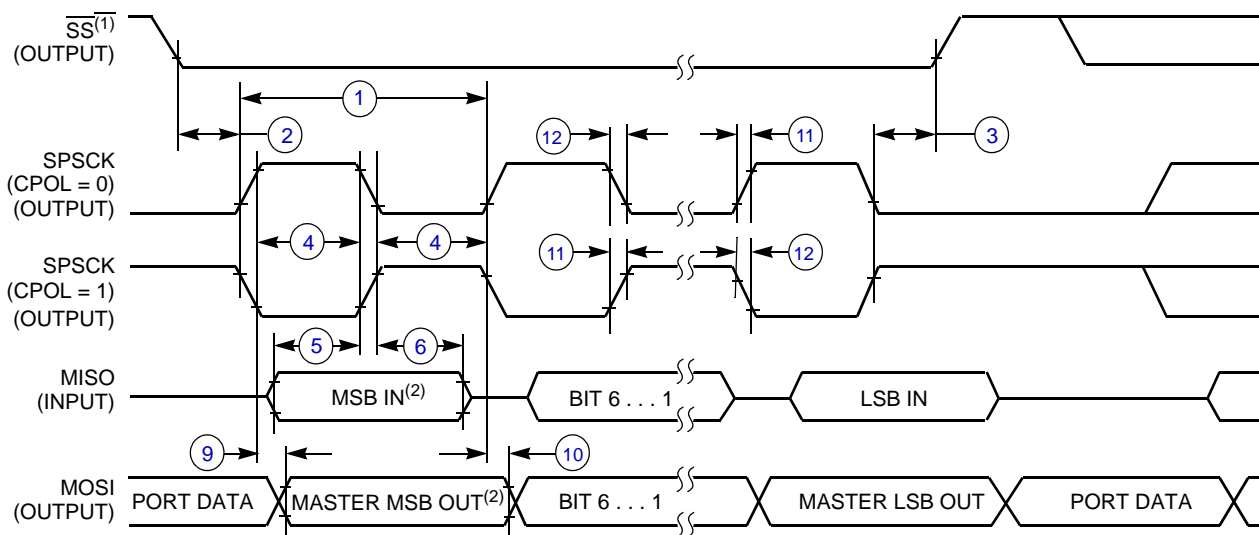 SS(1)
(OUTPUT)
1
2
12
11
3
SPSCK
(CPOL = 0)
(OUTPUT)
4
4
SPSCK
(CPOL = 1)
(OUTPUT)
11
12
5
6
MISO
(INPUT)
MSB IN(2)
BIT 6 . . . 1
LSB IN
9
10
MOSI
(OUTPUT)
PORT DATA
MASTER MSB OUT(2)
BIT 6 . . . 1
MASTER LSB OUT
PORT DATA